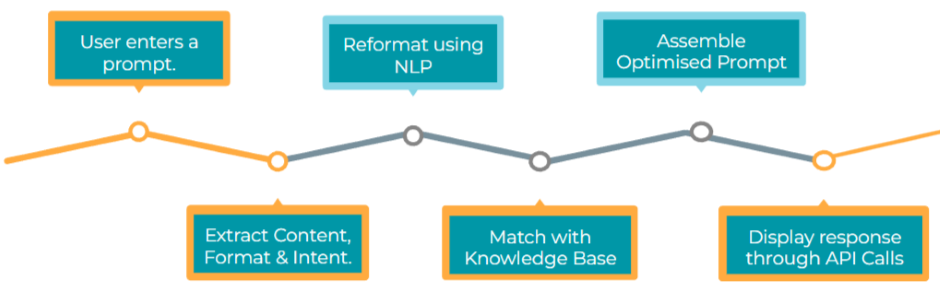 User enters a
prompt.
Extract Content,
Format & Intent.
Reformat using
NLP
Match with
Knowledge Base
Assemble
Optimised Prompt
Display response
through API Calls